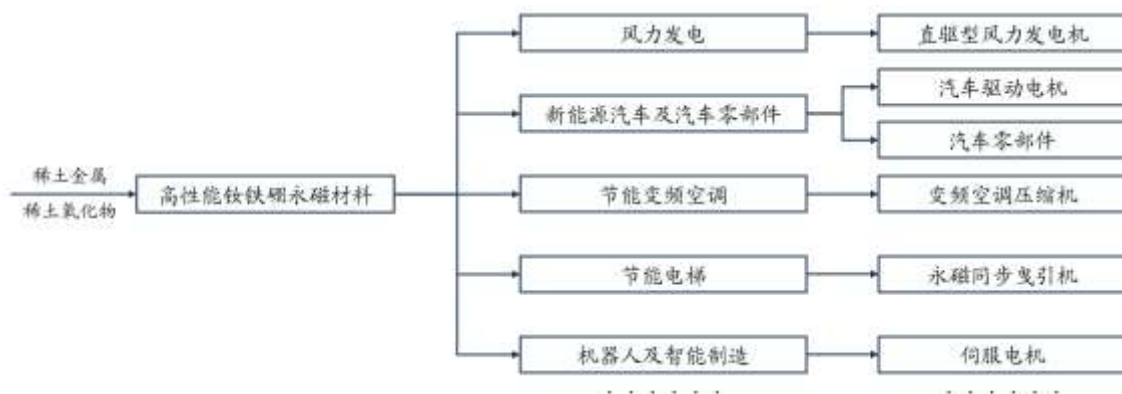 风力发电
直驱型风力发电机
汽车驱动电机
新能源汽车及汽车零部件
汽车零部件
稀土金属
稀土氧化物
高性能钕铁硼永磁材料
节能变频空调
变频空调压缩机
节能电梯
永磁同步曳引机
机器人及智能制造
伺服电机